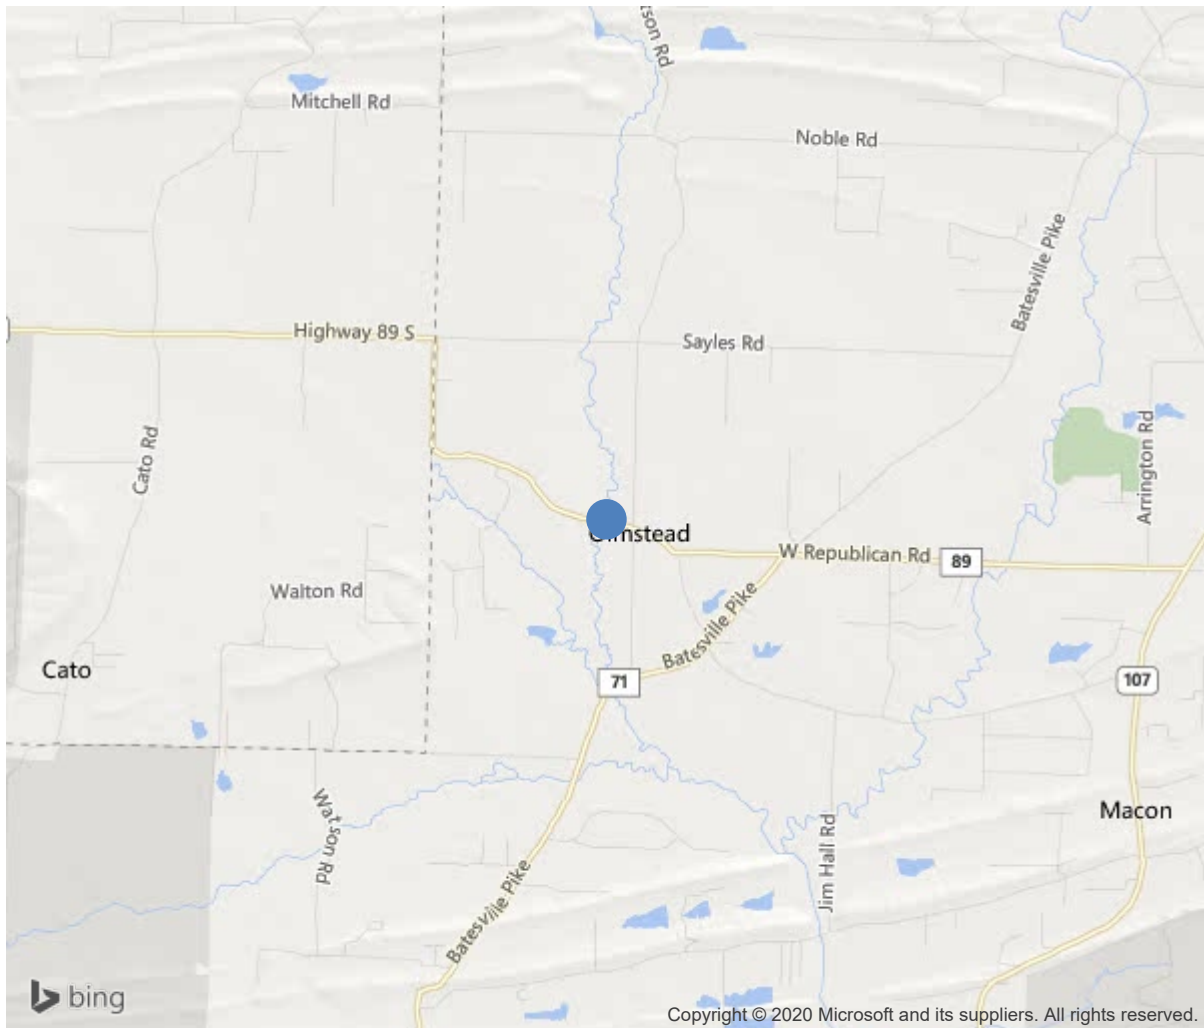 tson Rd
Mitchell Rd
Noble Rd
Batesville Pike
Highway 89 S
Sayles Rd
Cato Rd
Arrington Rd
Olmstead
W Republican Rd
89
Walton Rd
Batesville Pike
Cato
71
107
Watson Rd
Macon
Jim Hall Rd
Batesville Pike
bing
Copyright © 2020 Microsoft and its suppliers. All rights reserved.